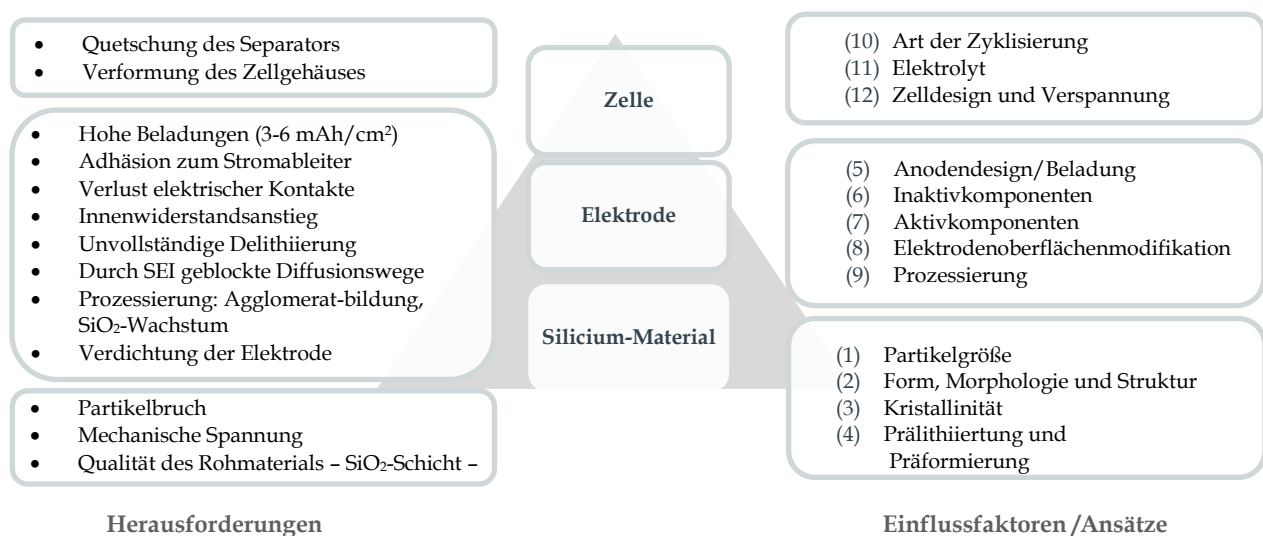 • Quetschung des Separators
• Verformung des Zellgehäuses
• Hohe Beladungen (3-6 mAh/cm²)
• Adhäsion zum Stromableiter
• Verlust elektrischer Kontakte
• Innenwiderstandsanstieg
• Unvollständige Delithiierung
• Durch SEI geblockte Diffusionswege
• Prozessierung: Agglomerat-bildung,
SiO₂-Wachstum
• Verdichtung der Elektrode
• Partikelbruch
• Mechanische Spannung
• Qualität des Rohmaterials – SiO₂-Schicht –
Herausforderungen
Zelle
Elektrode
Silicium-Material
(10) Art der Zyklisierung
(11) Elektrolyt
(12) Zelldesign und Verspannung
(5) Anodendesign/Beladung
(6) Inaktivkomponenten
(7) Aktivkomponenten
(8) Elektrodenoberflächenmodifikation
(9) Prozessierung
(1) Partikelgröße
(2) Form, Morphologie und Struktur
(3) Kristallinität
(4) Prälithiiertung und
Präformierung
Einflussfaktoren/Ansätze